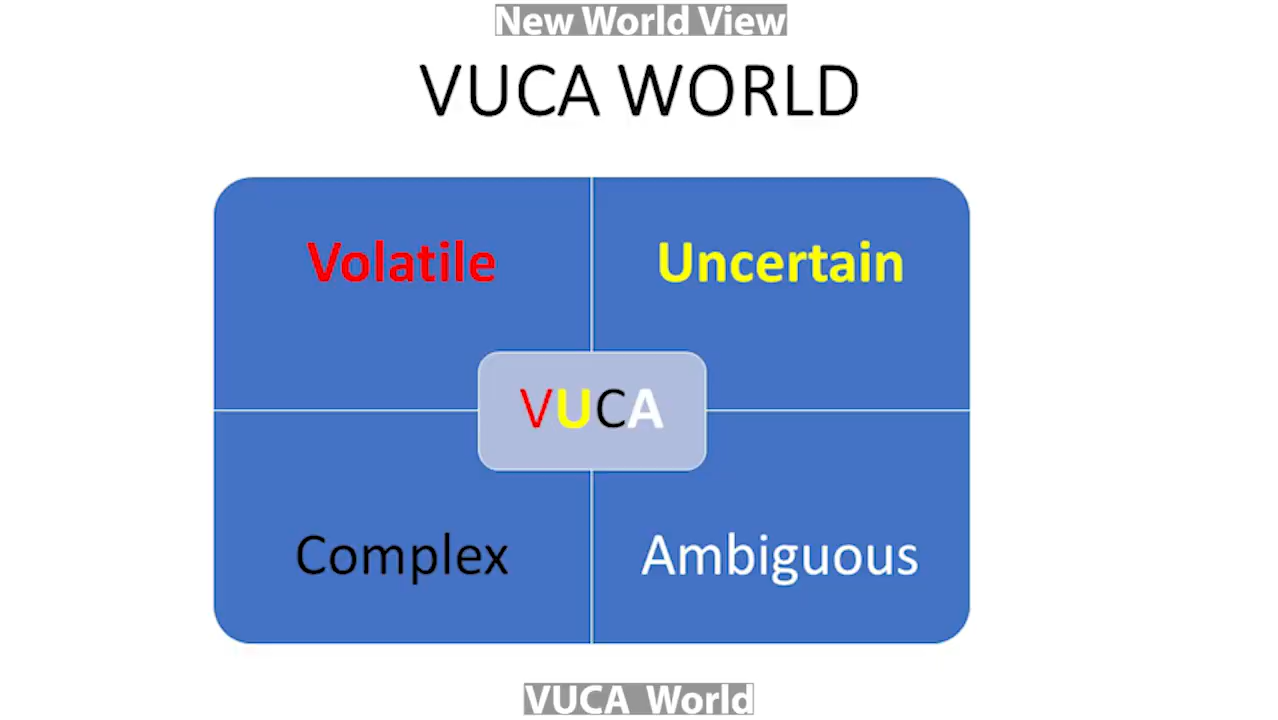 New World View
VUCA WORLD
Volatile
Uncertain
VUCA
Complex
Ambiguous
VUCA World